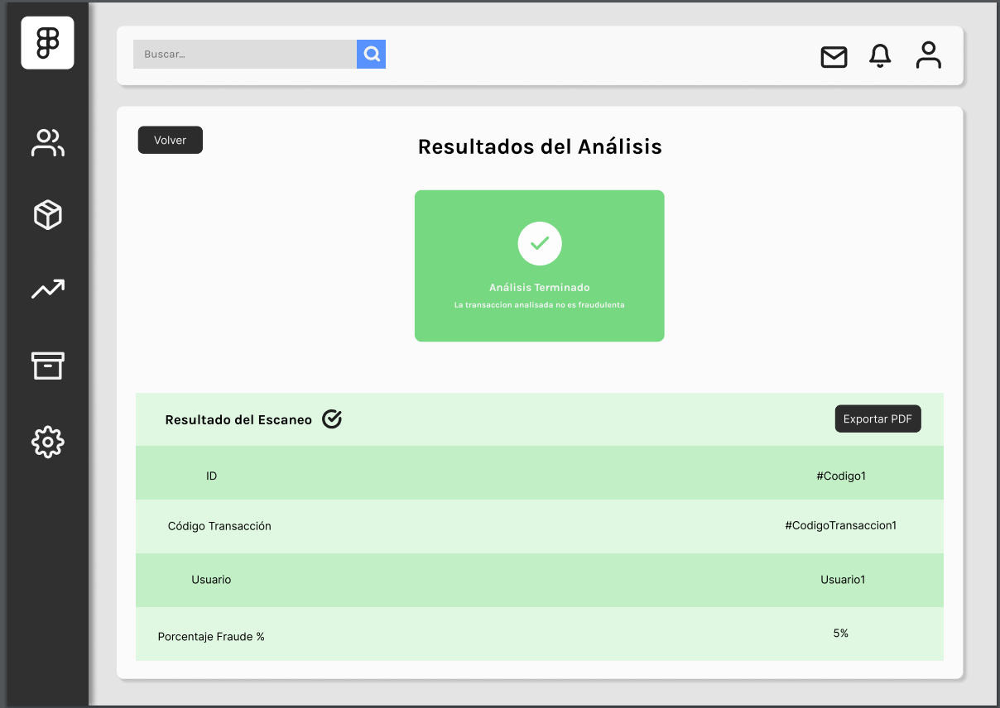 Buscar...
Volver
Resultados del Análisis
Análisis Terminado
La transaccion analisada no es fraudulenta
Resultado del Escaneo
Exportar PDF
ID
#Codigo1
Código Transacción
#CodigoTransaccion1
Usuario
Usuario1
Porcentaje Fraude %
5%